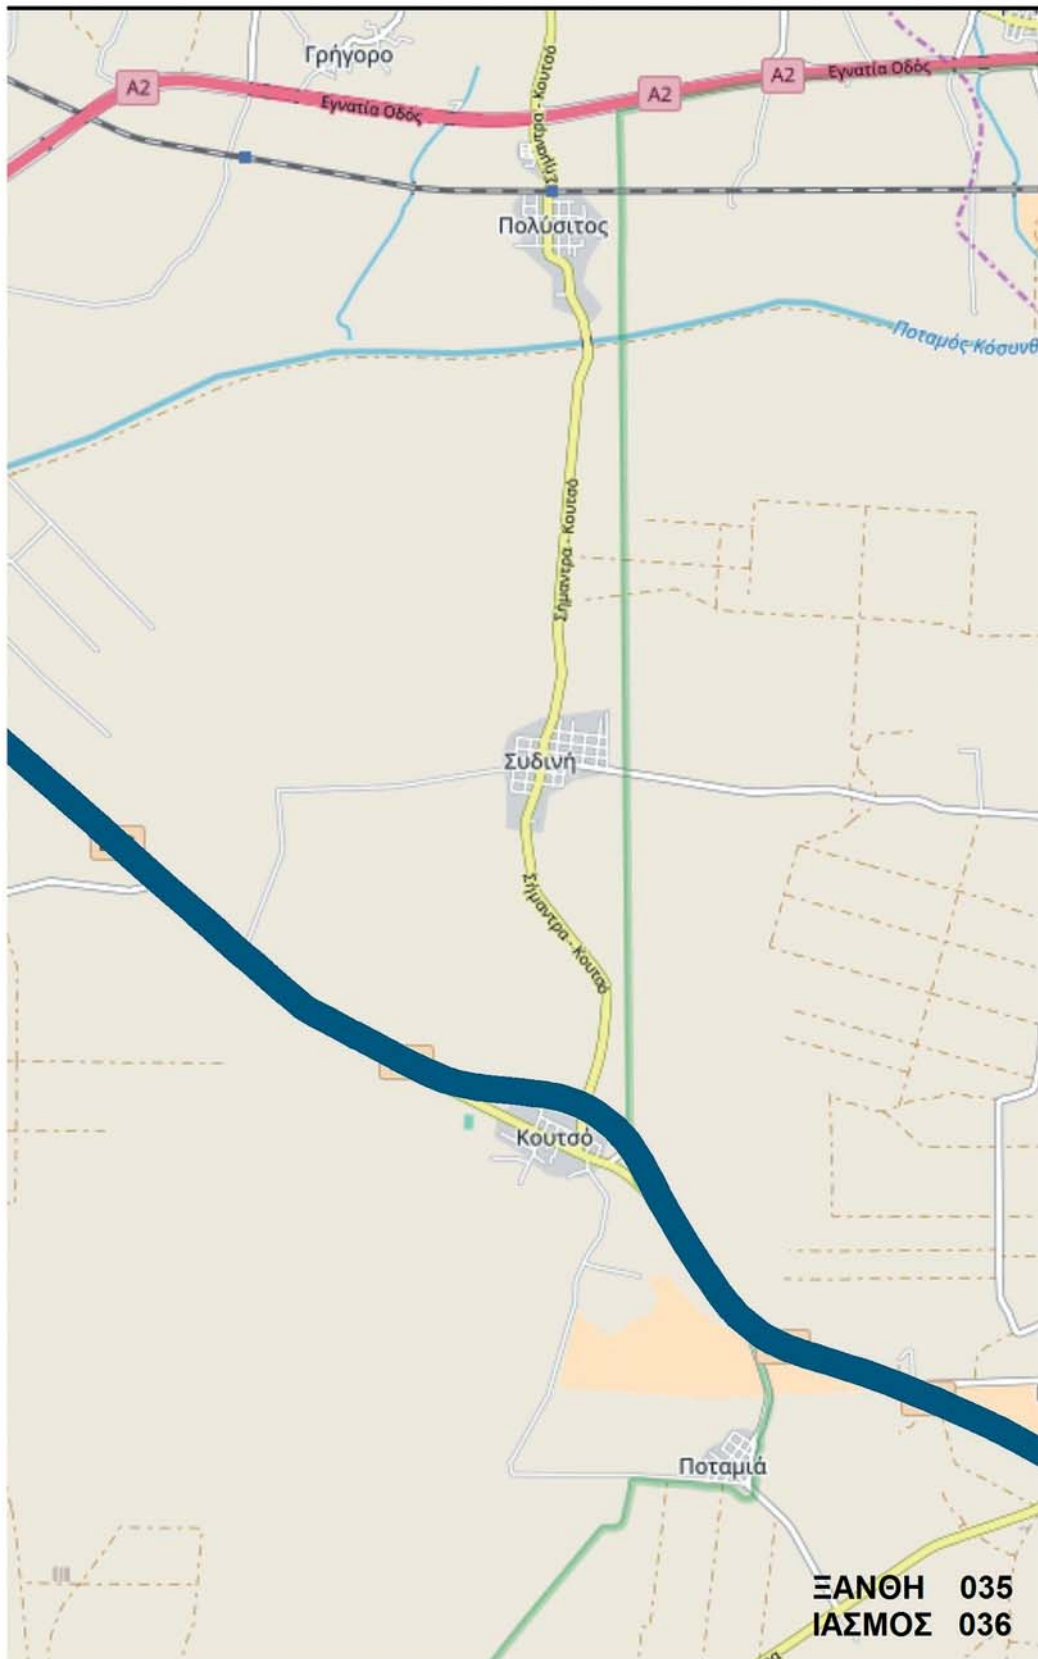 Γρήγορο
Σήμαντρα - Κουτσό
A2
Εγνατία Οδός
A2
A2
Εγνατία Οδός
Πολύσιτος
Ποταμός Κόσυνθ
Σήμαντρα - Κουτσό
Συδινή
Σήμαντρα - Κουτσό
Κουτσό
Ποταμιά
ΞΑΝΘΗ 035
ΙΑΣΜΟΣ 036